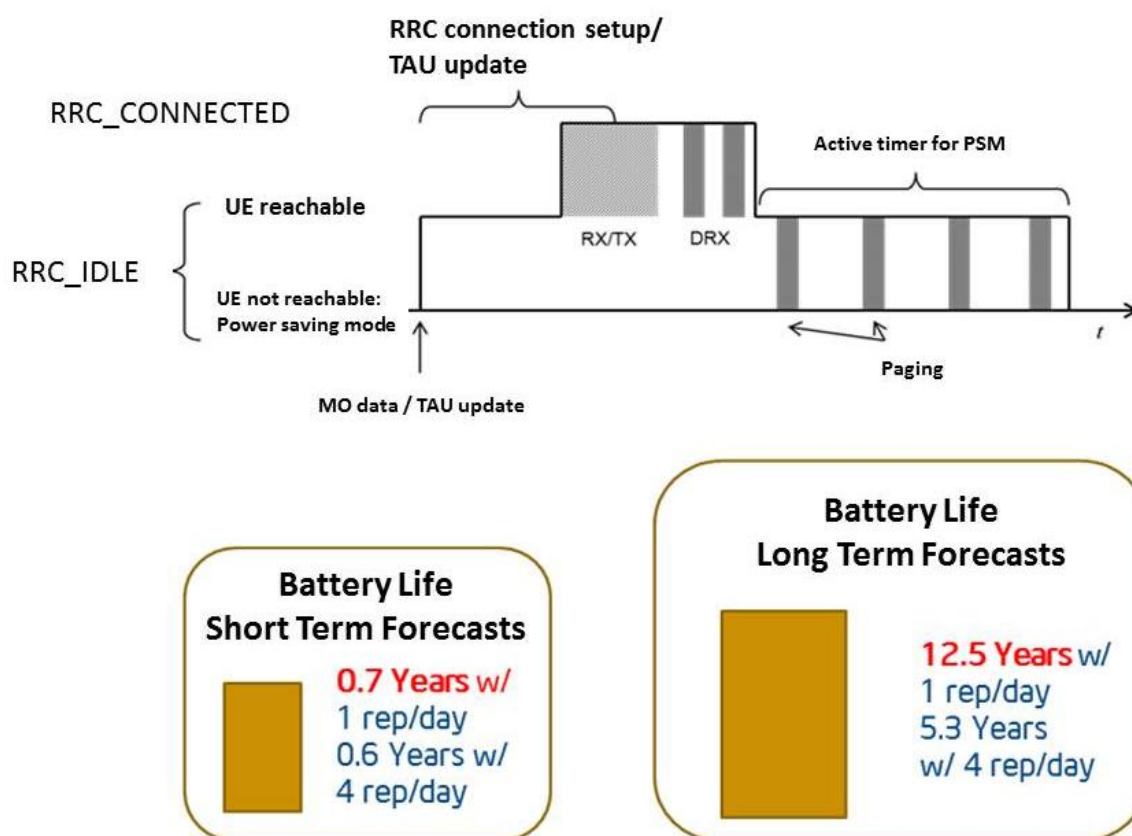 RRC connection setup/
TAU update
RRC_CONNECTED
Active timer for PSM
UE reachable
RX/TX
DRX
RRC_IDLE
UE not reachable:
Power saving mode
t
Paging
MO data / TAU update
Battery Life
Short Term Forecasts
0.7 Years w/
1 rep/day
0.6 Years w/
4 rep/day
Battery Life
Long Term Forecasts
12.5 Years w/
1 rep/day
5.3 Years
w/ 4 rep/day